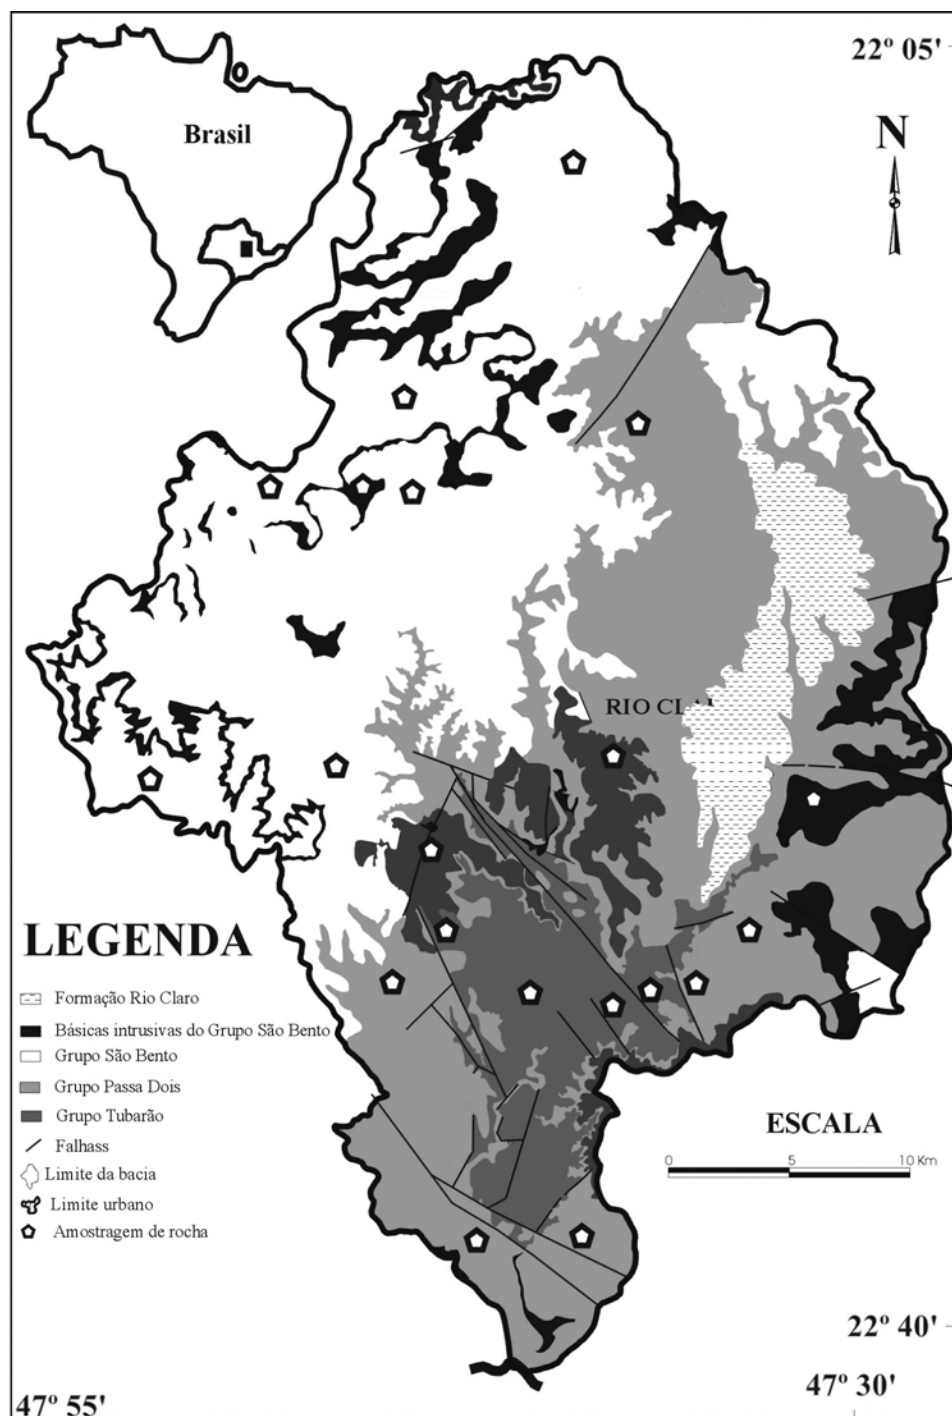 22º 05'
Brasil
N
RIO CLA
LEGENDA
Formação Rio Claro
Básicas intrusivas do Grupo São Bento
Grupo São Bento
Grupo Passa Dois
Grupo Tubarão
Falhass
Limite da bacia
Limite urbano
Amostragem de rocha
ESCALA
0 5 10 Km
22º 40'
47º 30'
47º 55'